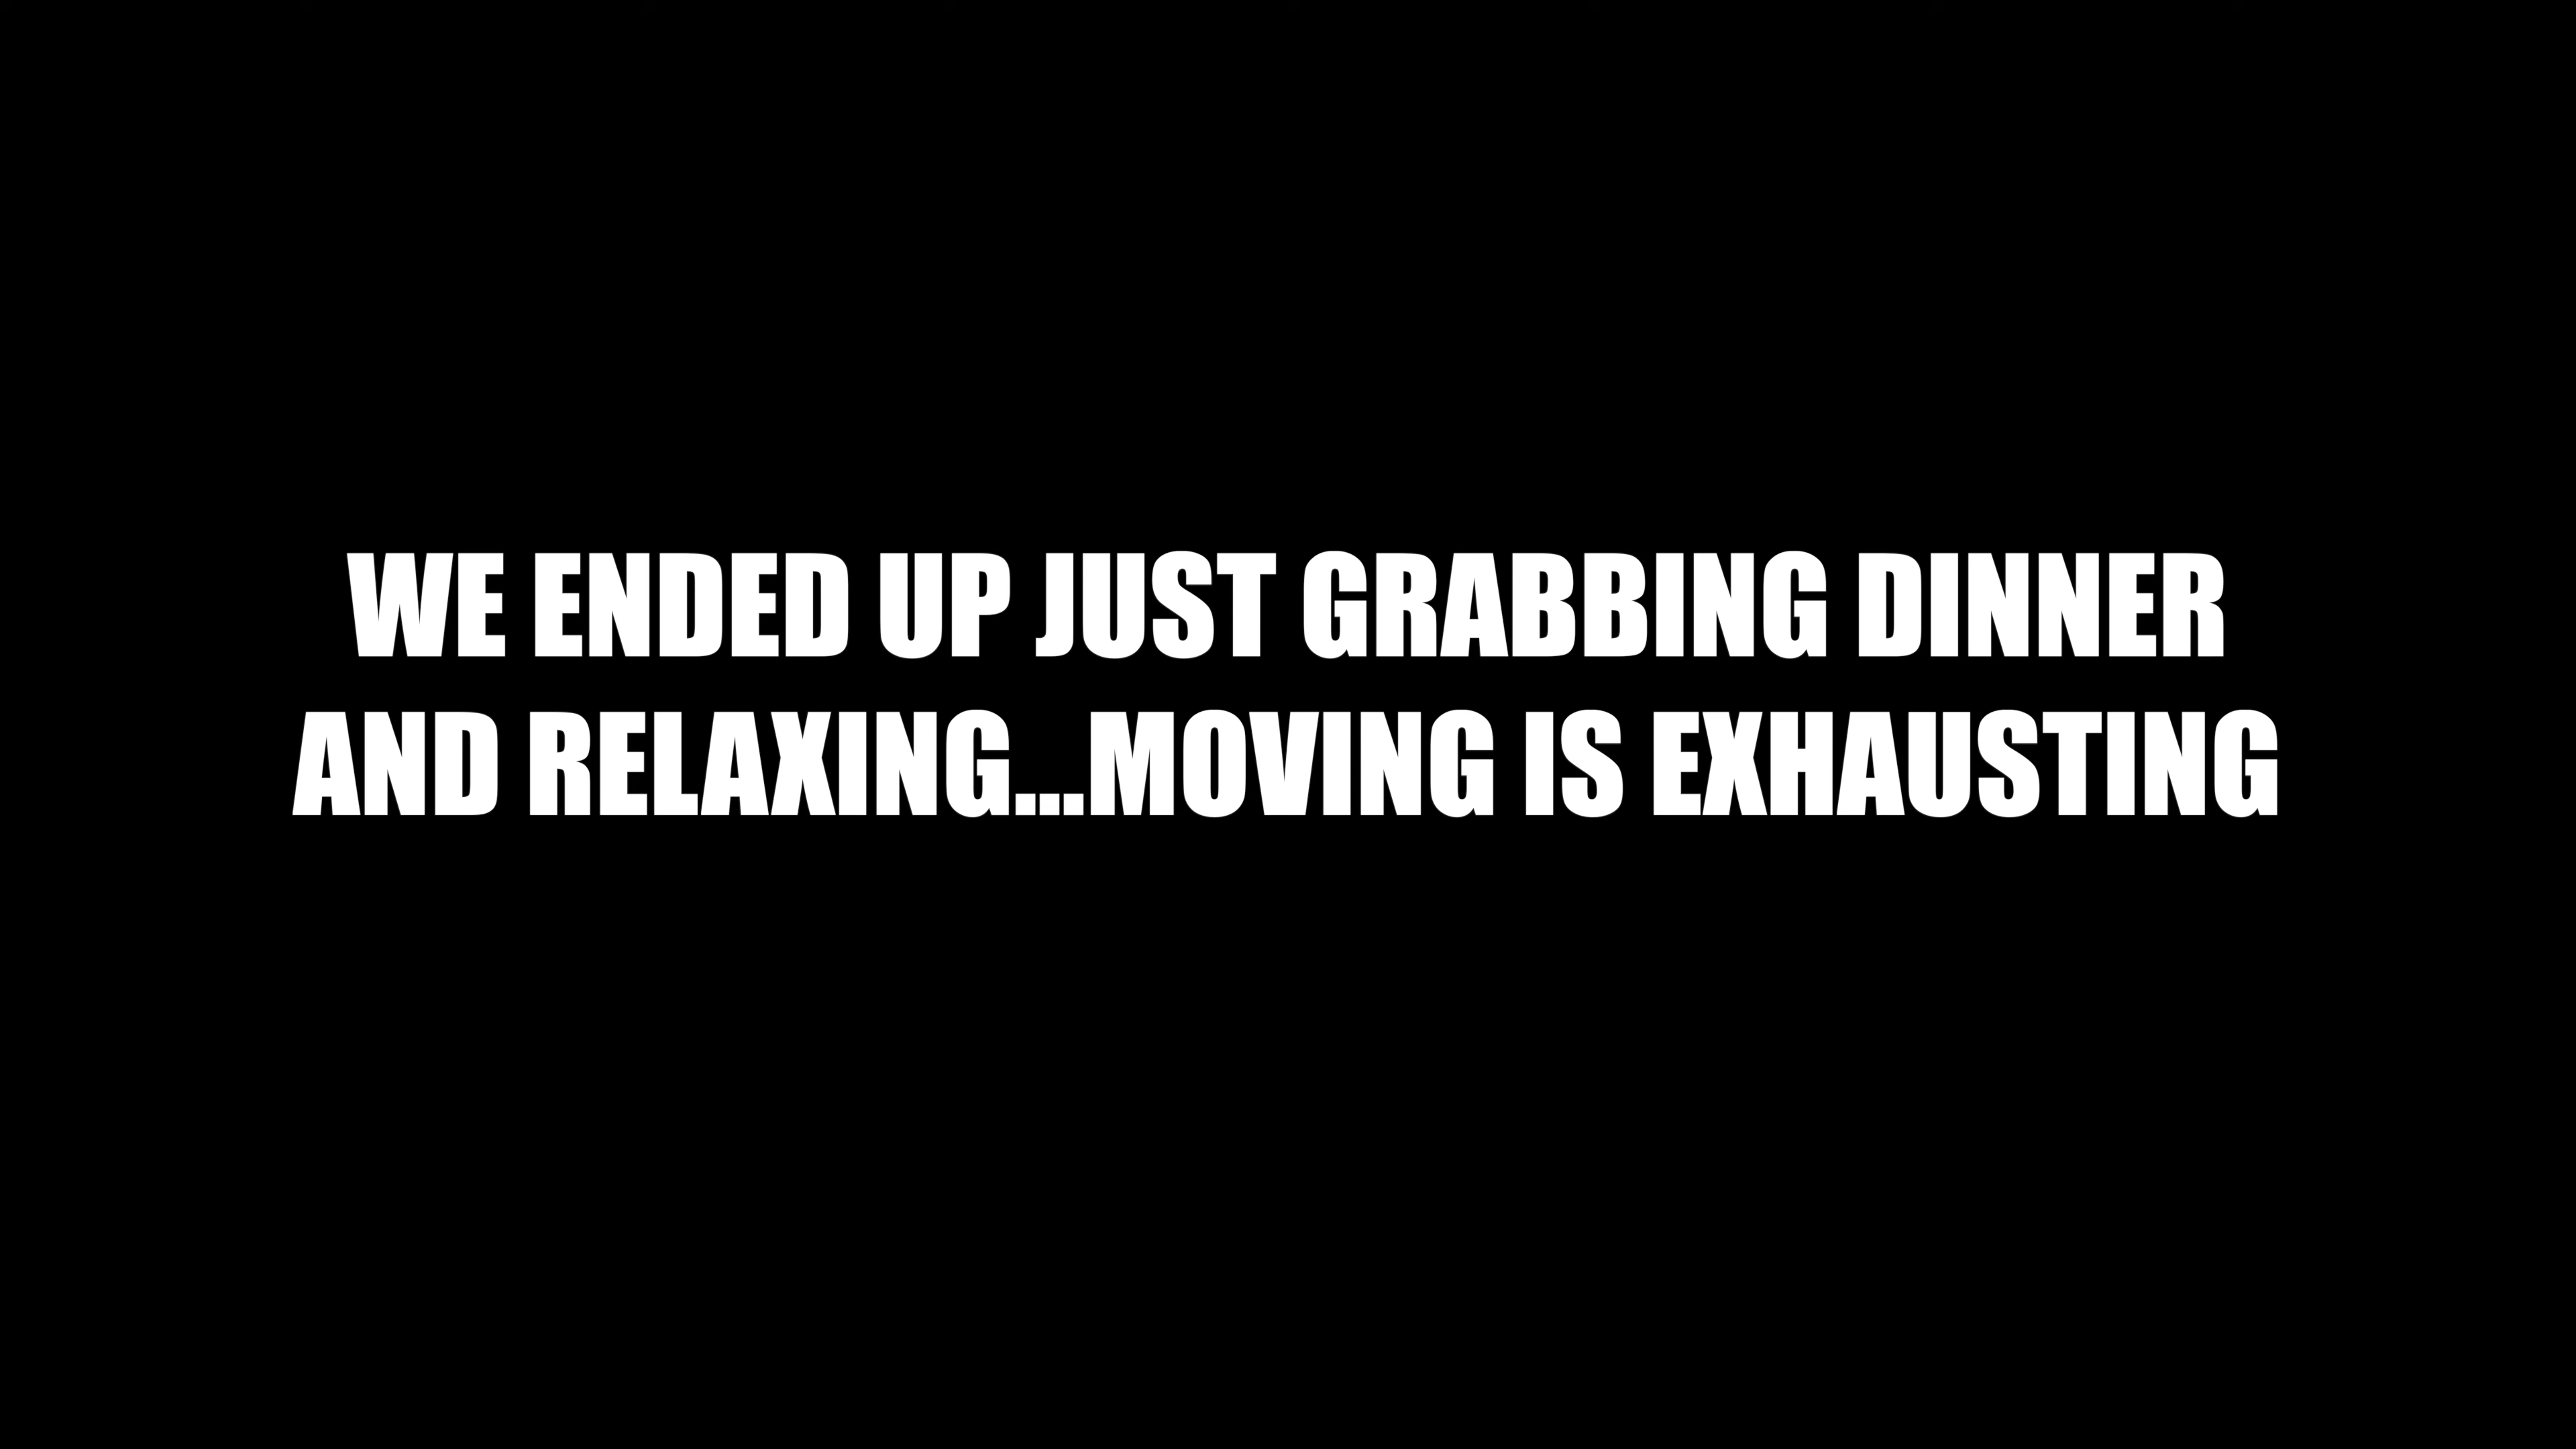 WE ENDED UP JUST GRABBING DINNER
AND RELAXING...MOVING IS EXHAUSTING